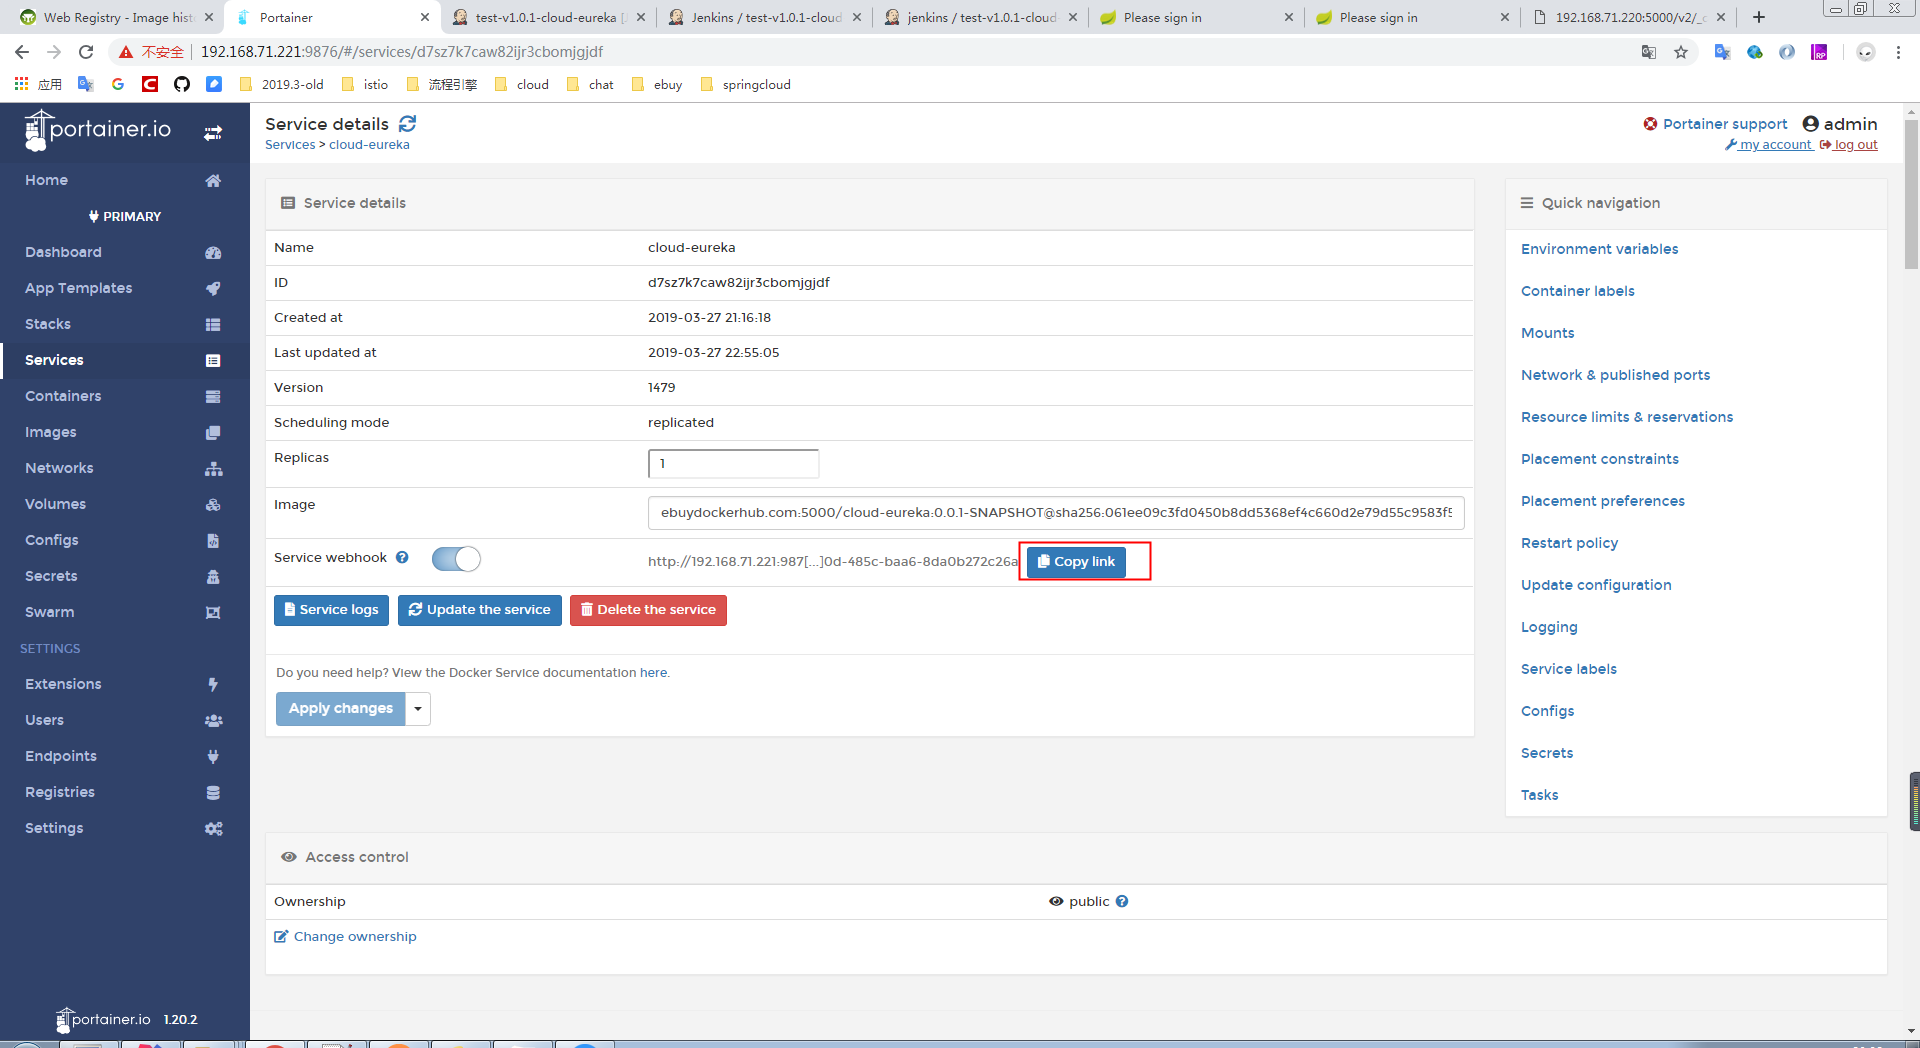 Web Registry - Image hist
Portainer
test-v1.0.1-cloud-eureka [J
Jenkins / test-v1.0.1-cloud
jenkins / test-v1.0.1-cloud-
Please sign in
Please sign in
192.168.71.220:5000/v2/_c
不安全 192.168.71.221:9876/#/services/d7sz7k7caw82ijr3cbomjgjdf
应用 2019.3-old istio 流程引擎 cloud chat ebuy springcloud
portainer.io
Home
PRIMARY
Dashboard
App Templates
Stacks
Services
Containers
Images
Networks
Volumes
Configs
Secrets
Swarm
SETTINGS
Extensions
Users
Endpoints
Registries
Settings
portainer.io 1.20.2
Service details
Services > cloud-eureka
Portainer support admin
my account log out
Service details
Name cloud-eureka
ID d7sz7k7caw82ijr3cbomjgjdf
Created at 2019-03-27 21:16:18
Last updated at 2019-03-27 22:55:05
Version 1479
Scheduling mode replicated
Replicas 1
Image ebuydockerhub.com:5000/cloud-eureka:0.0.1-SNAPSHOT@sha256:061ee09c3fd0450b8dd5368ef4c660d2e79d55c9583f5
Service webhook http://192.168.71.221:987[...]0d-485c-baa6-8da0b272c26a Copy link
Service logs Update the service Delete the service
Do you need help? View the Docker Service documentation here.
Apply changes
Quick navigation
Environment variables
Container labels
Mounts
Network & published ports
Resource limits & reservations
Placement constraints
Placement preferences
Restart policy
Update configuration
Logging
Service labels
Configs
Secrets
Tasks
Access control
Ownership public
Change ownership